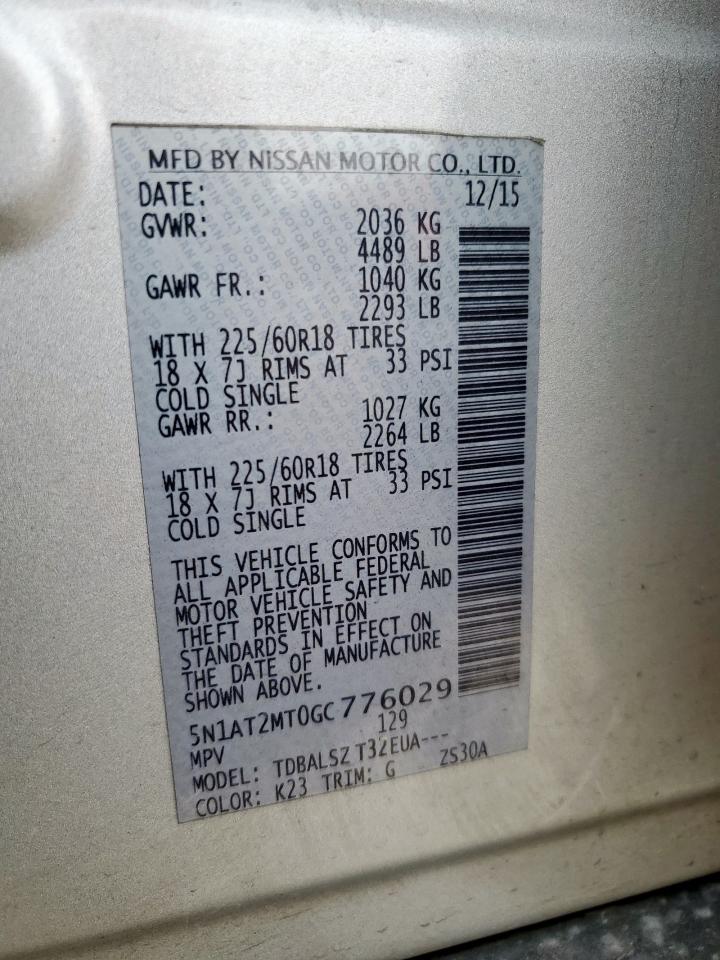 MFD BY NISSAN MOTOR CO., LTD.
DATE: 12/15
GVWR: 2036 KG
4489 LB
GAWR FR.: 1040 KG
2293 LB
WITH 225/60R18 TIRES
18 X 7J RIMS AT 33 PSI
COLD SINGLE
GAWR RR.: 1027 KG
2264 LB
WITH 225/60R18 TIRES
18 X 7J RIMS AT 33 PSI
COLD SINGLE
THIS VEHICLE CONFORMS TO
ALL APPLICABLE FEDERAL
MOTOR VEHICLE SAFETY AND
THEFT PREVENTION
STANDARDS IN EFFECT ON
THE DATE OF MANUFACTURE
SHOWN ABOVE.
5N1AT2MT0GC776029
MPV 129
MODEL: TDBALSZ T32EUA---
COLOR: K23 TRIM: G ZS30A